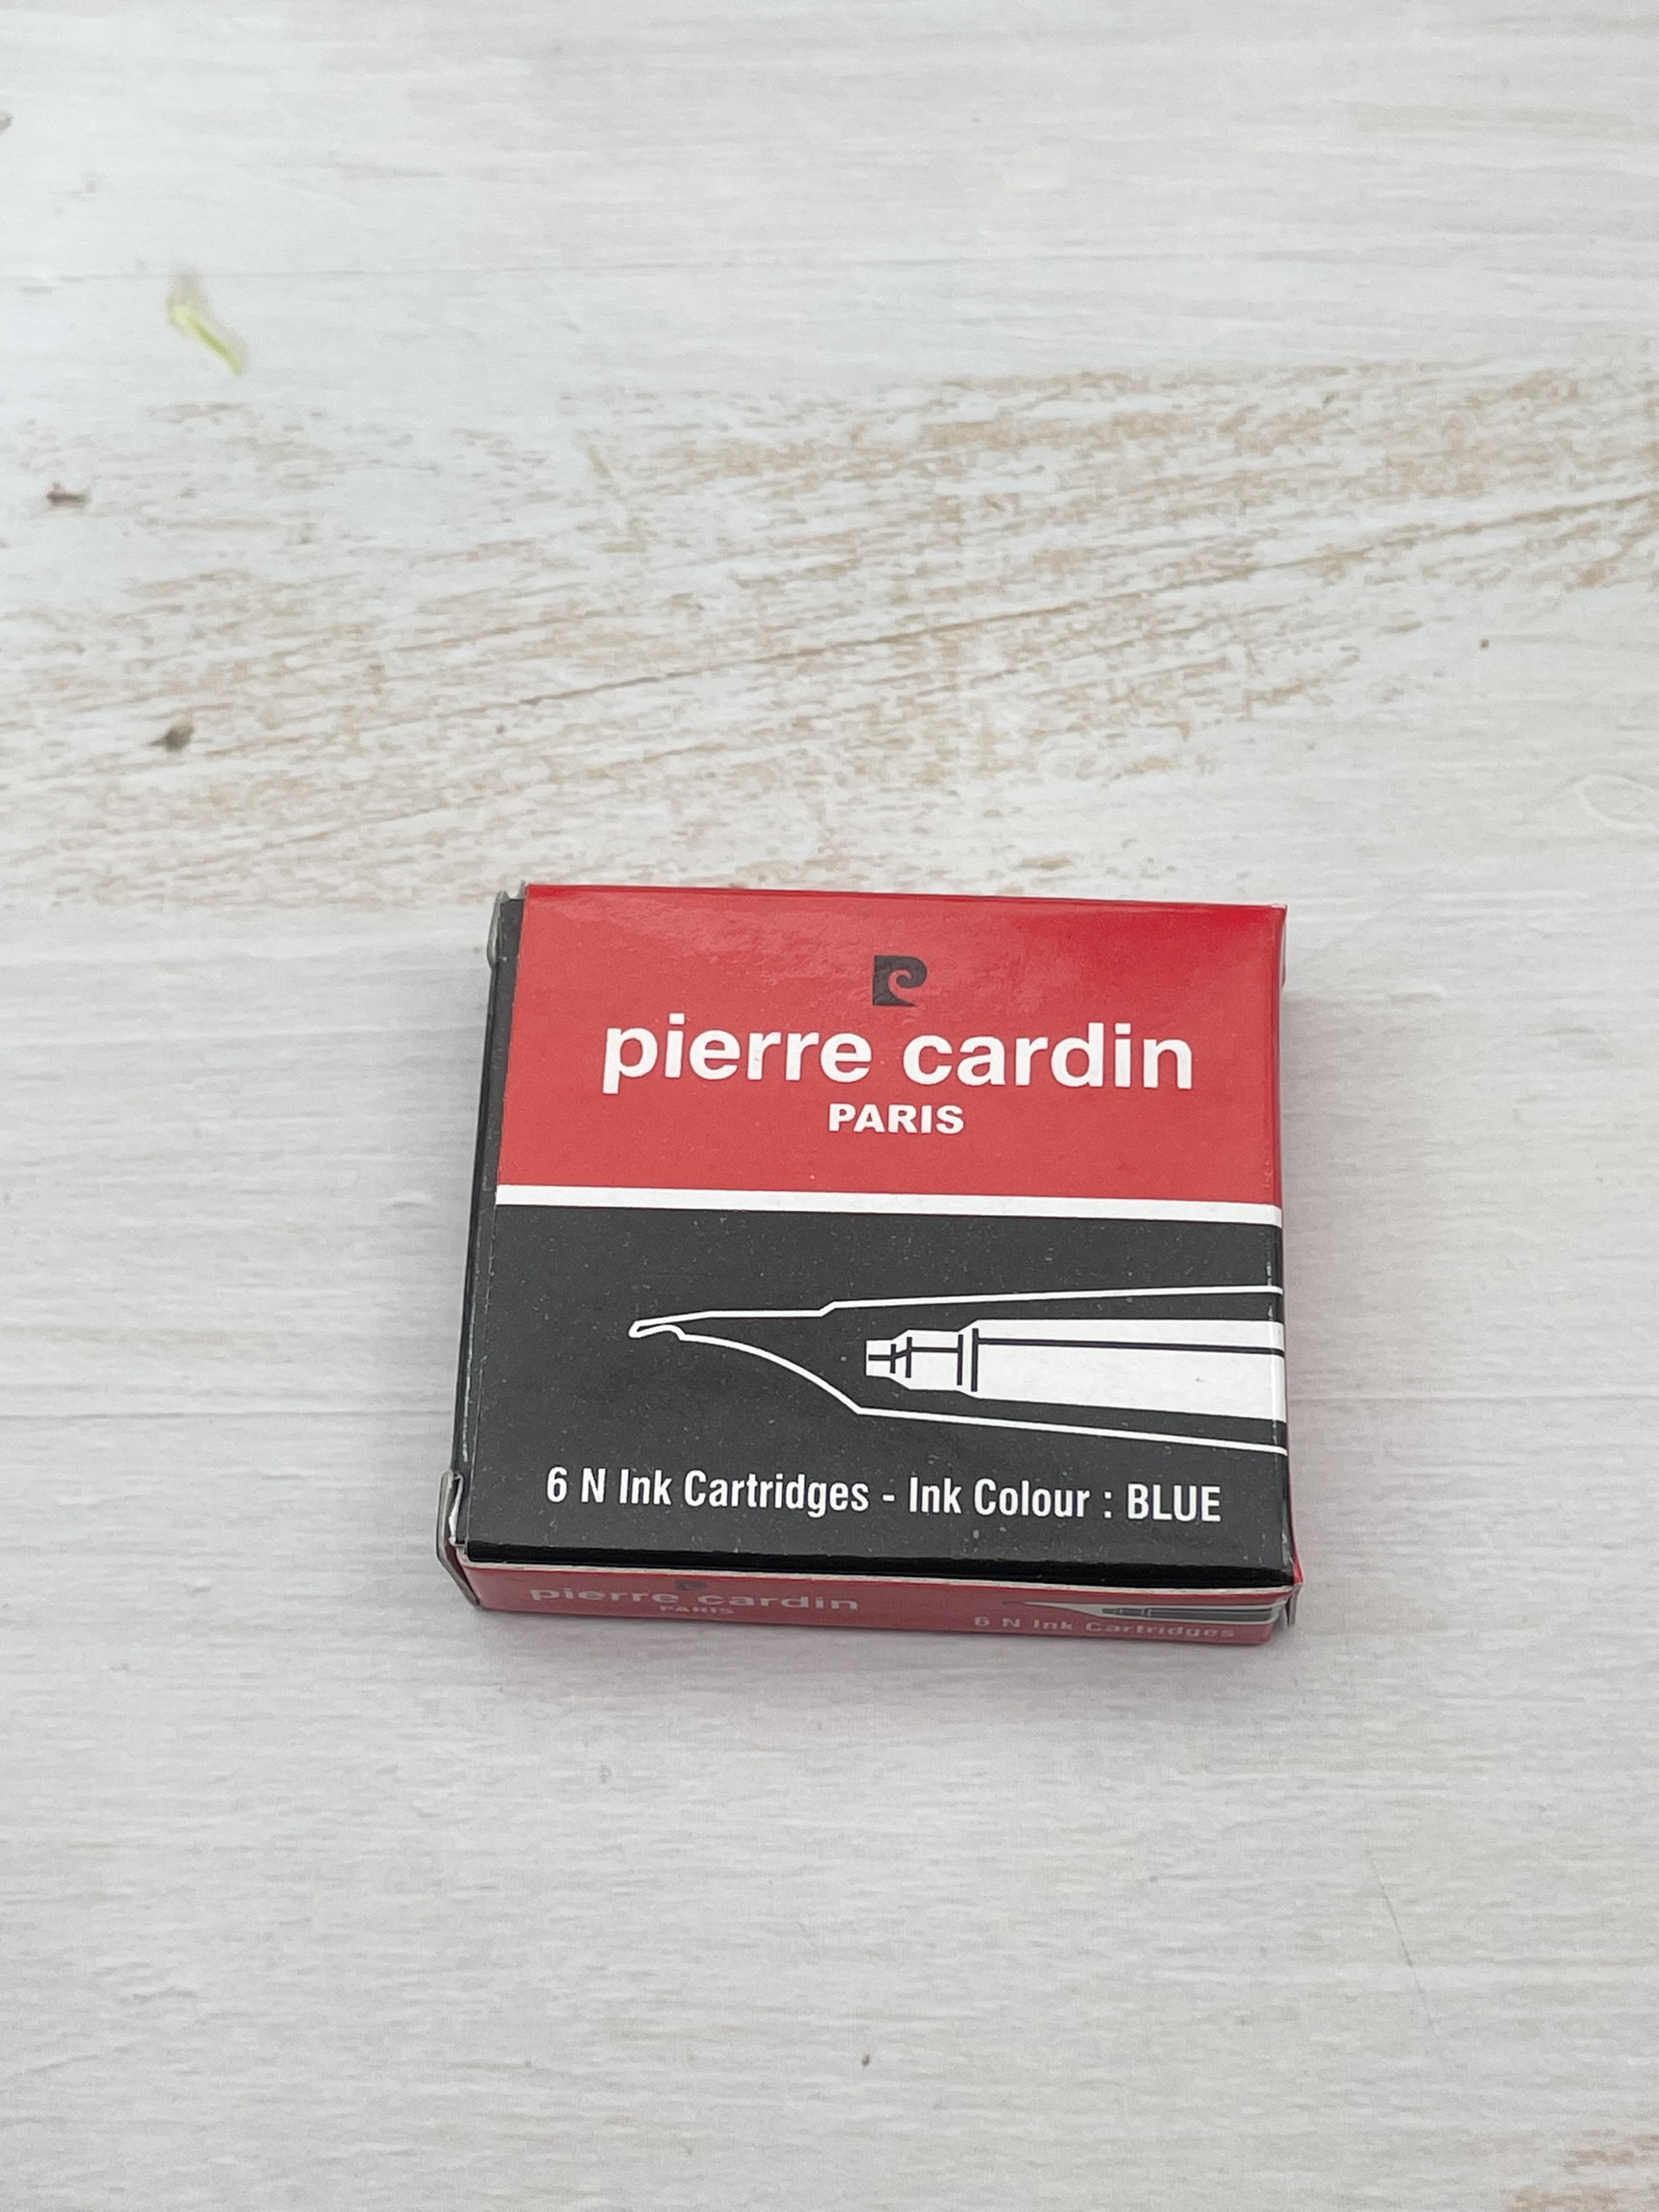 pierre cardin
PARIS
6 N Ink Cartridges - Ink Colour : BLUE
pierre cardin
PARIS
6 N Ink Cartridges